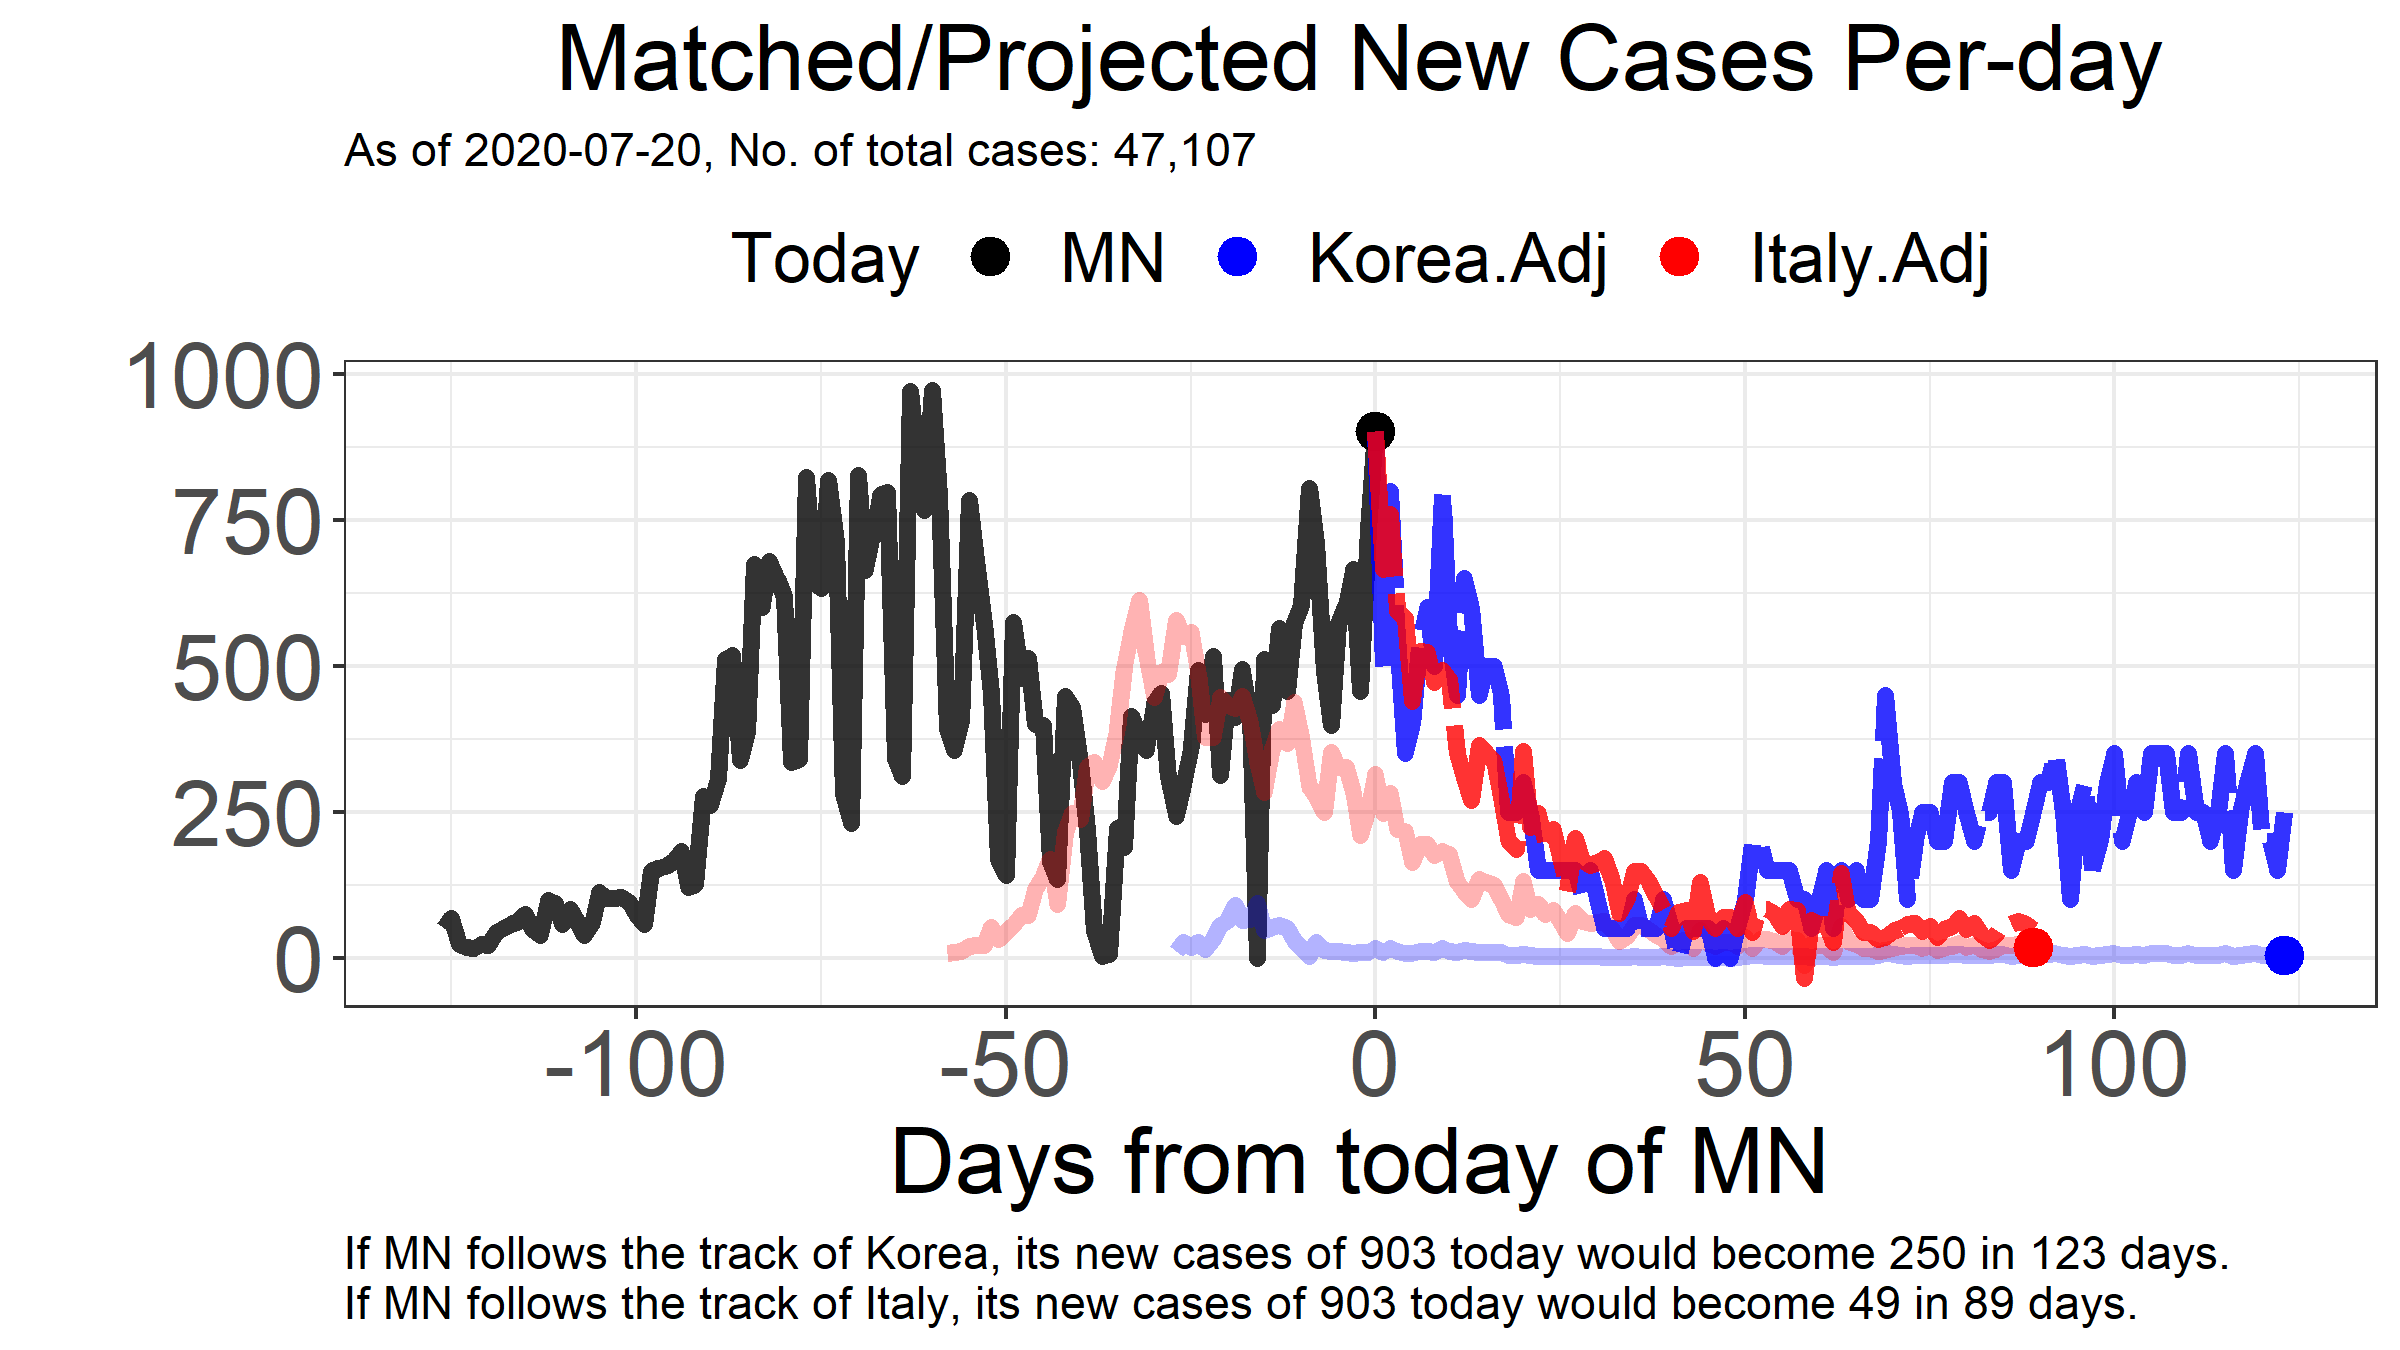 Matched/Projected New Cases Per-day
As of 2020-07-20, No. of total cases: 47,107
Today MN Korea.Adj Italy.Adj
1000
750
500
250
0
-100 -50 0 50 100
Days from today of MN
If MN follows the track of Korea, its new cases of 903 today would become 250 in 123 days.
If MN follows the track of Italy, its new cases of 903 today would become 49 in 89 days.